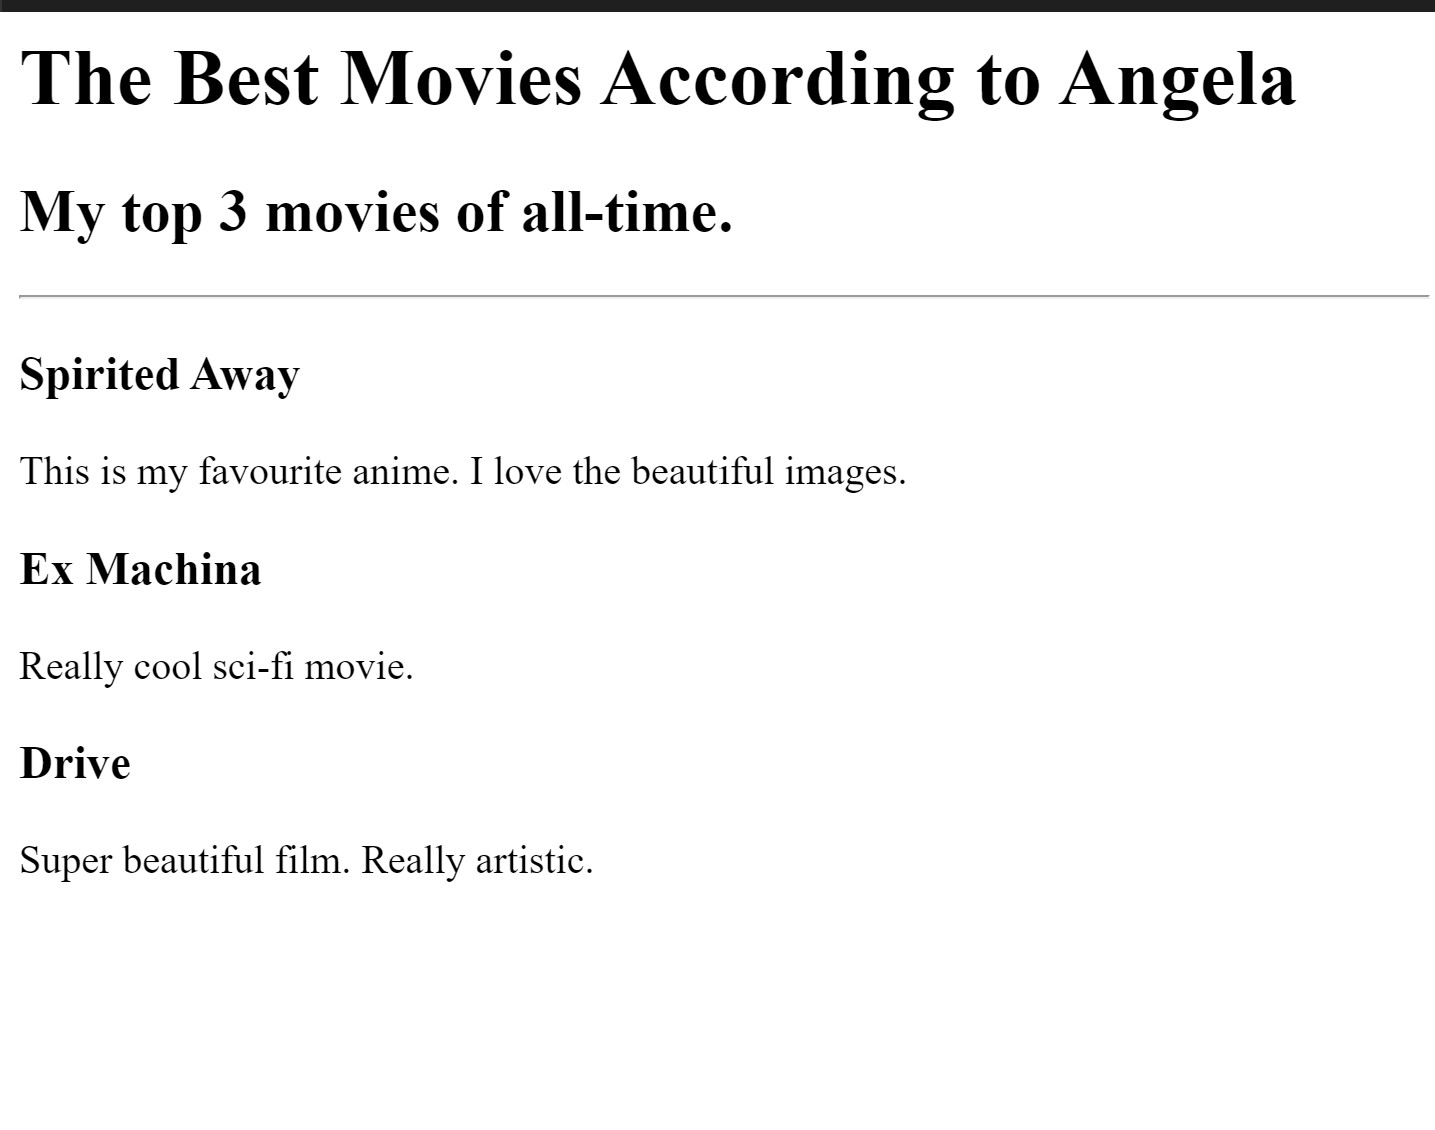 The Best Movies According to Angela
My top 3 movies of all-time.
Spirited Away
This is my favourite anime. I love the beautiful images.
Ex Machina
Really cool sci-fi movie.
Drive
Super beautiful film. Really artistic.